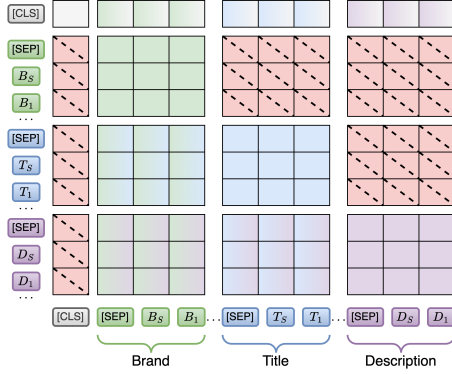 [CLS]
[SEP]
B_S
B_1
...
[SEP]
T_S
T_1
...
[SEP]
D_S
D_1
...
[CLS] [SEP] B_S B_1 ... [SEP] T_S T_1 ... [SEP] D_S D_1
Brand Title Description